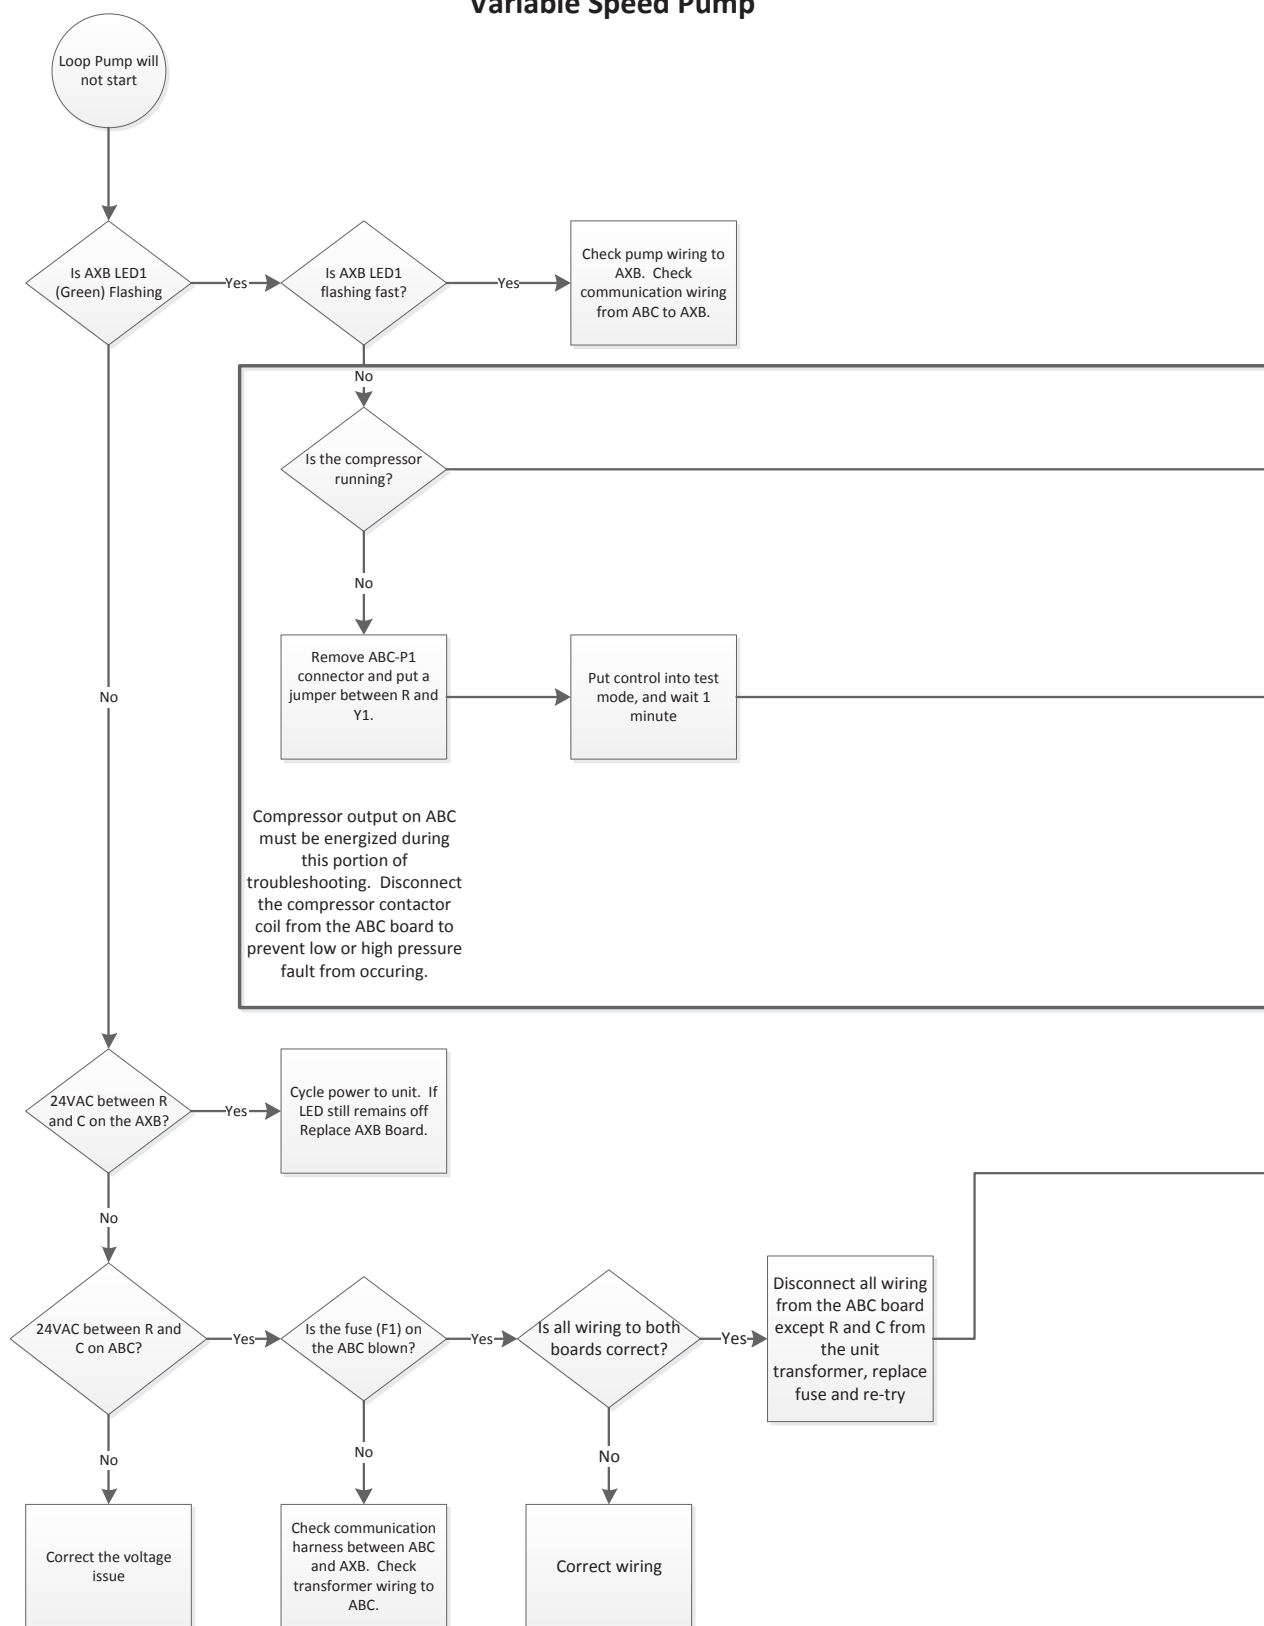 Variable Speed Pump
Loop Pump will
not start
Is AXB LED1
(Green) Flashing
Yes
Is AXB LED1
flashing fast?
Yes
Check pump wiring to
AXB. Check
communication wiring
from ABC to AXB.
No
Is the compressor
running?
No
Remove ABC-P1
connector and put a
jumper between R and
Y1.
Put control into test
mode, and wait 1
minute
No
Compressor output on ABC
must be energized during
this portion of
troubleshooting. Disconnect
the compressor contactor
coil from the ABC board to
prevent low or high pressure
fault from occuring.
24VAC between R
and C on the AXB?
Yes
Cycle power to unit. If
LED still remains off
Replace AXB Board.
No
24VAC between R and
C on ABC?
Yes
Is the fuse (F1) on
the ABC blown?
Yes
Is all wiring to both
boards correct?
Yes
Disconnect all wiring
from the ABC board
except R and C from
the unit
transformer, replace
fuse and re-try
No
No
No
Correct the voltage
issue
Check communication
harness between ABC
and AXB. Check
transformer wiring to
ABC.
Correct wiring